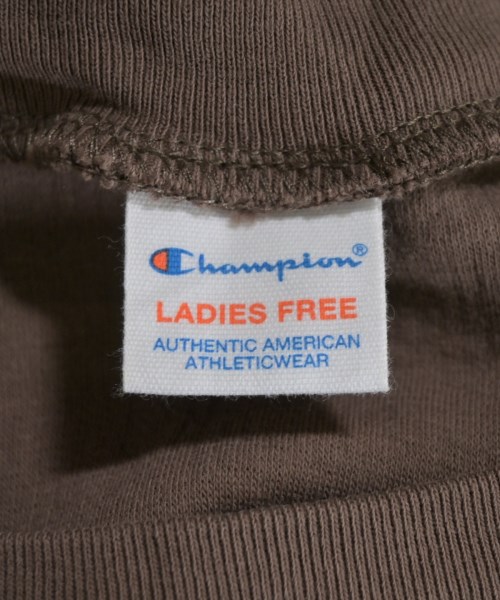 Champion®
LADIES FREE
AUTHENTIC AMERICAN
ATHLETICWEAR